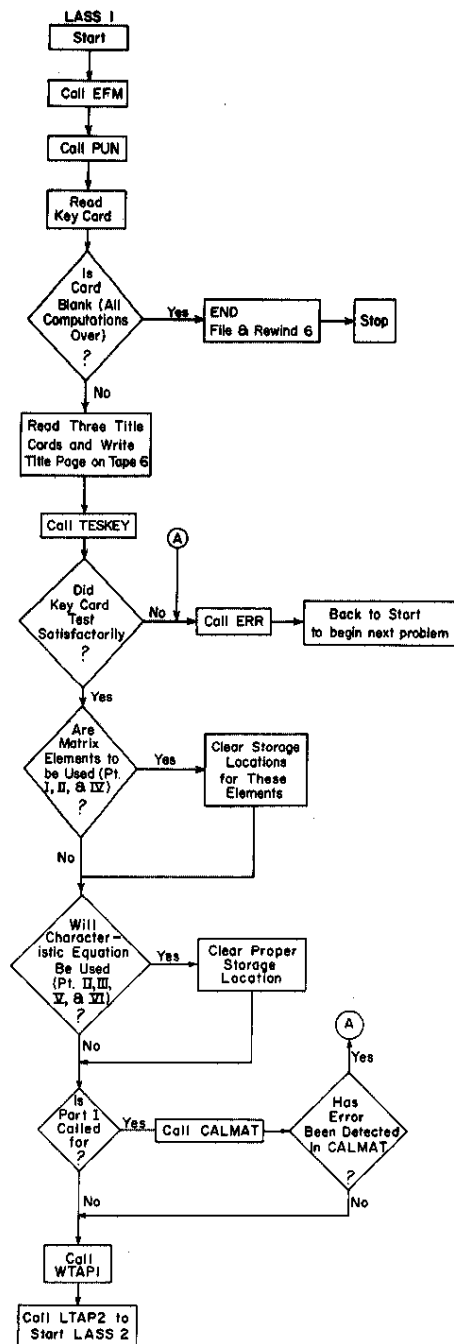 LASS 1
Start
Call EFM
Call PUN
Read
Key Card
Is
Card
Blank (All
Computations
Over)
?
Yes
END
File & Rewind 6
Stop
No
Read Three Title
Cards and Write
Title Page on Tape 6
Call TESKEY
A
Did
Key Card
Test
Satisfactorily
?
No
Call ERR
Back to Start
to begin next problem
Yes
Are
Matrix
Elements to
be Used (Pt.
I, II, & IV)
?
Yes
Clear Storage
Locations
for These
Elements
No
Will
Character-
istic Equation
Be Used
(Pt. II, III,
V, & VI)
?
Yes
Clear Proper
Storage
Location
A
No
Yes
Is
Part I
Called
for
?
Yes
Call CALMAT
Has
Error
Been Detected
In CALMAT
?
No
No
Call
WTAP1
Call LTAP2 to
Start LASS 2